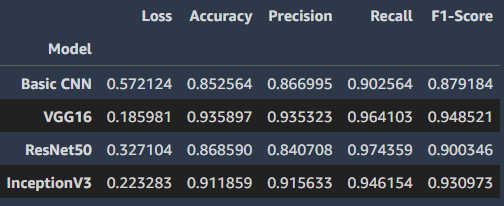 Loss Accuracy Precision Recall F1-Score
Model
Basic CNN 0.572124 0.852564 0.866995 0.902564 0.879184
VGG16 0.185981 0.935897 0.935323 0.964103 0.948521
ResNet50 0.327104 0.868590 0.840708 0.974359 0.900346
InceptionV3 0.223283 0.911859 0.915633 0.946154 0.930973